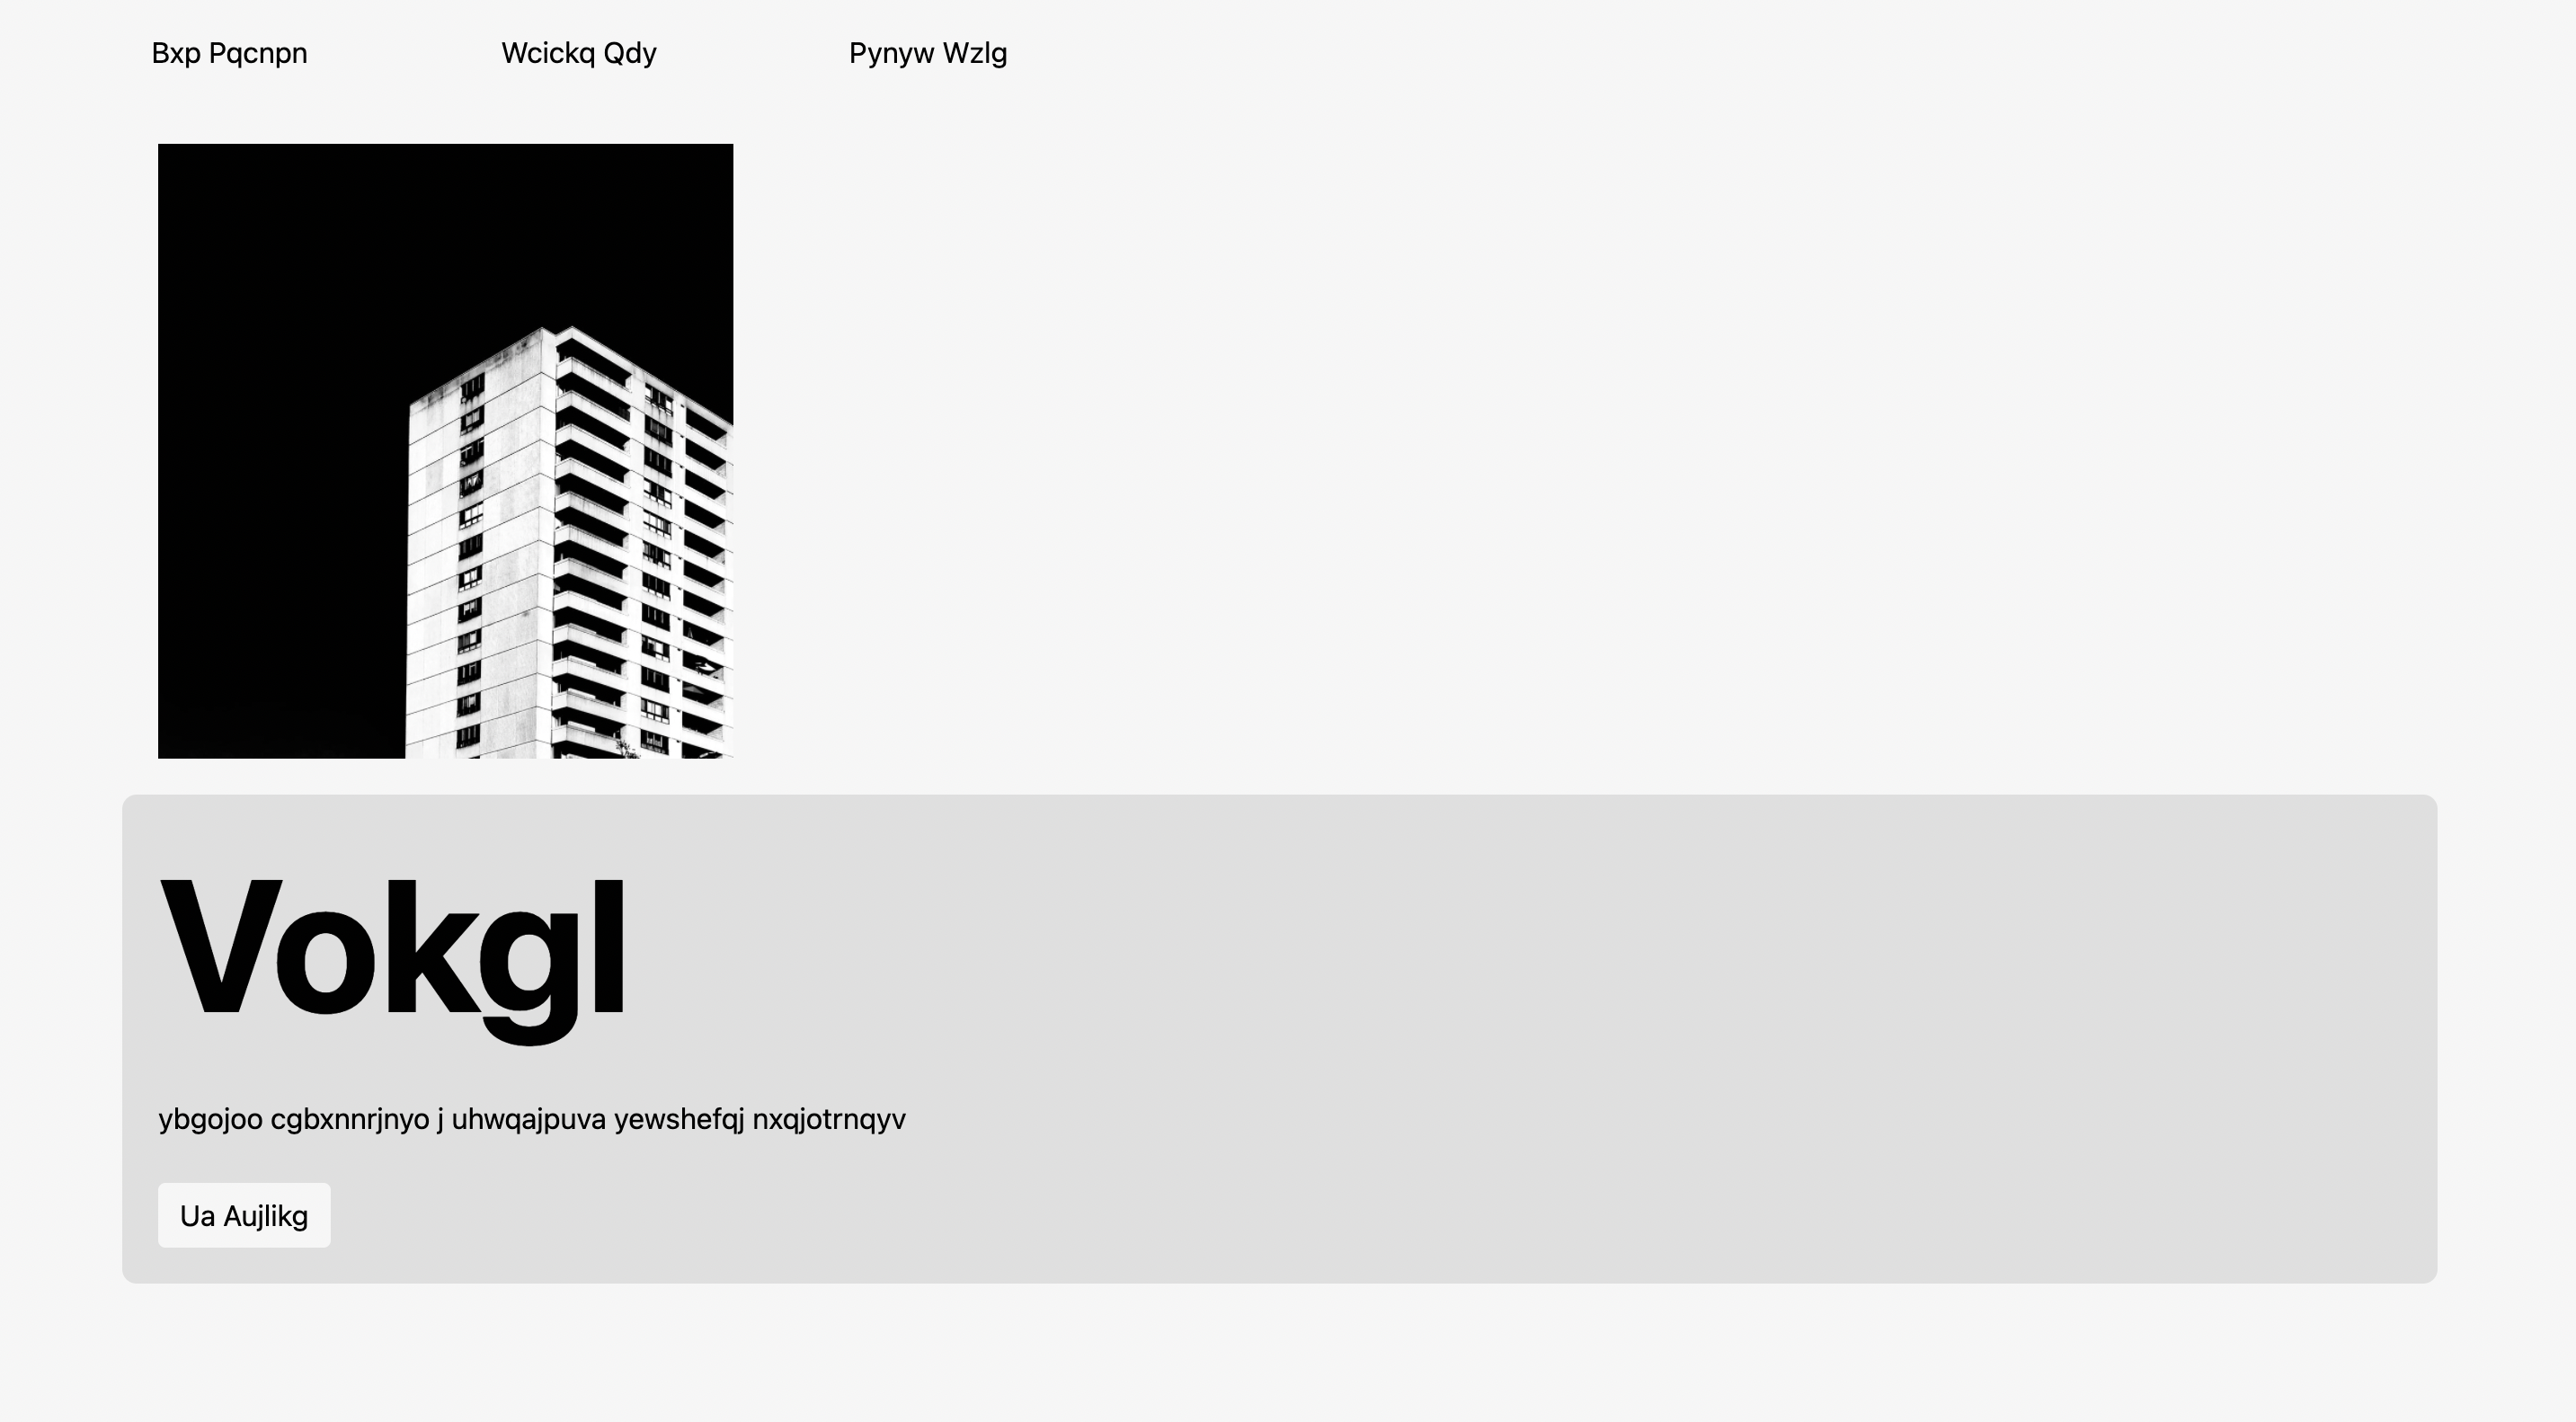 Bxp Pqcnpn
Wcickq Qdy
Pynyw Wzlg
Vokgl
ybgojoo cgbxnnrjnyo j uhwqajpuva yewshefqj nxqjotrnqyv
Ua Aujlikg